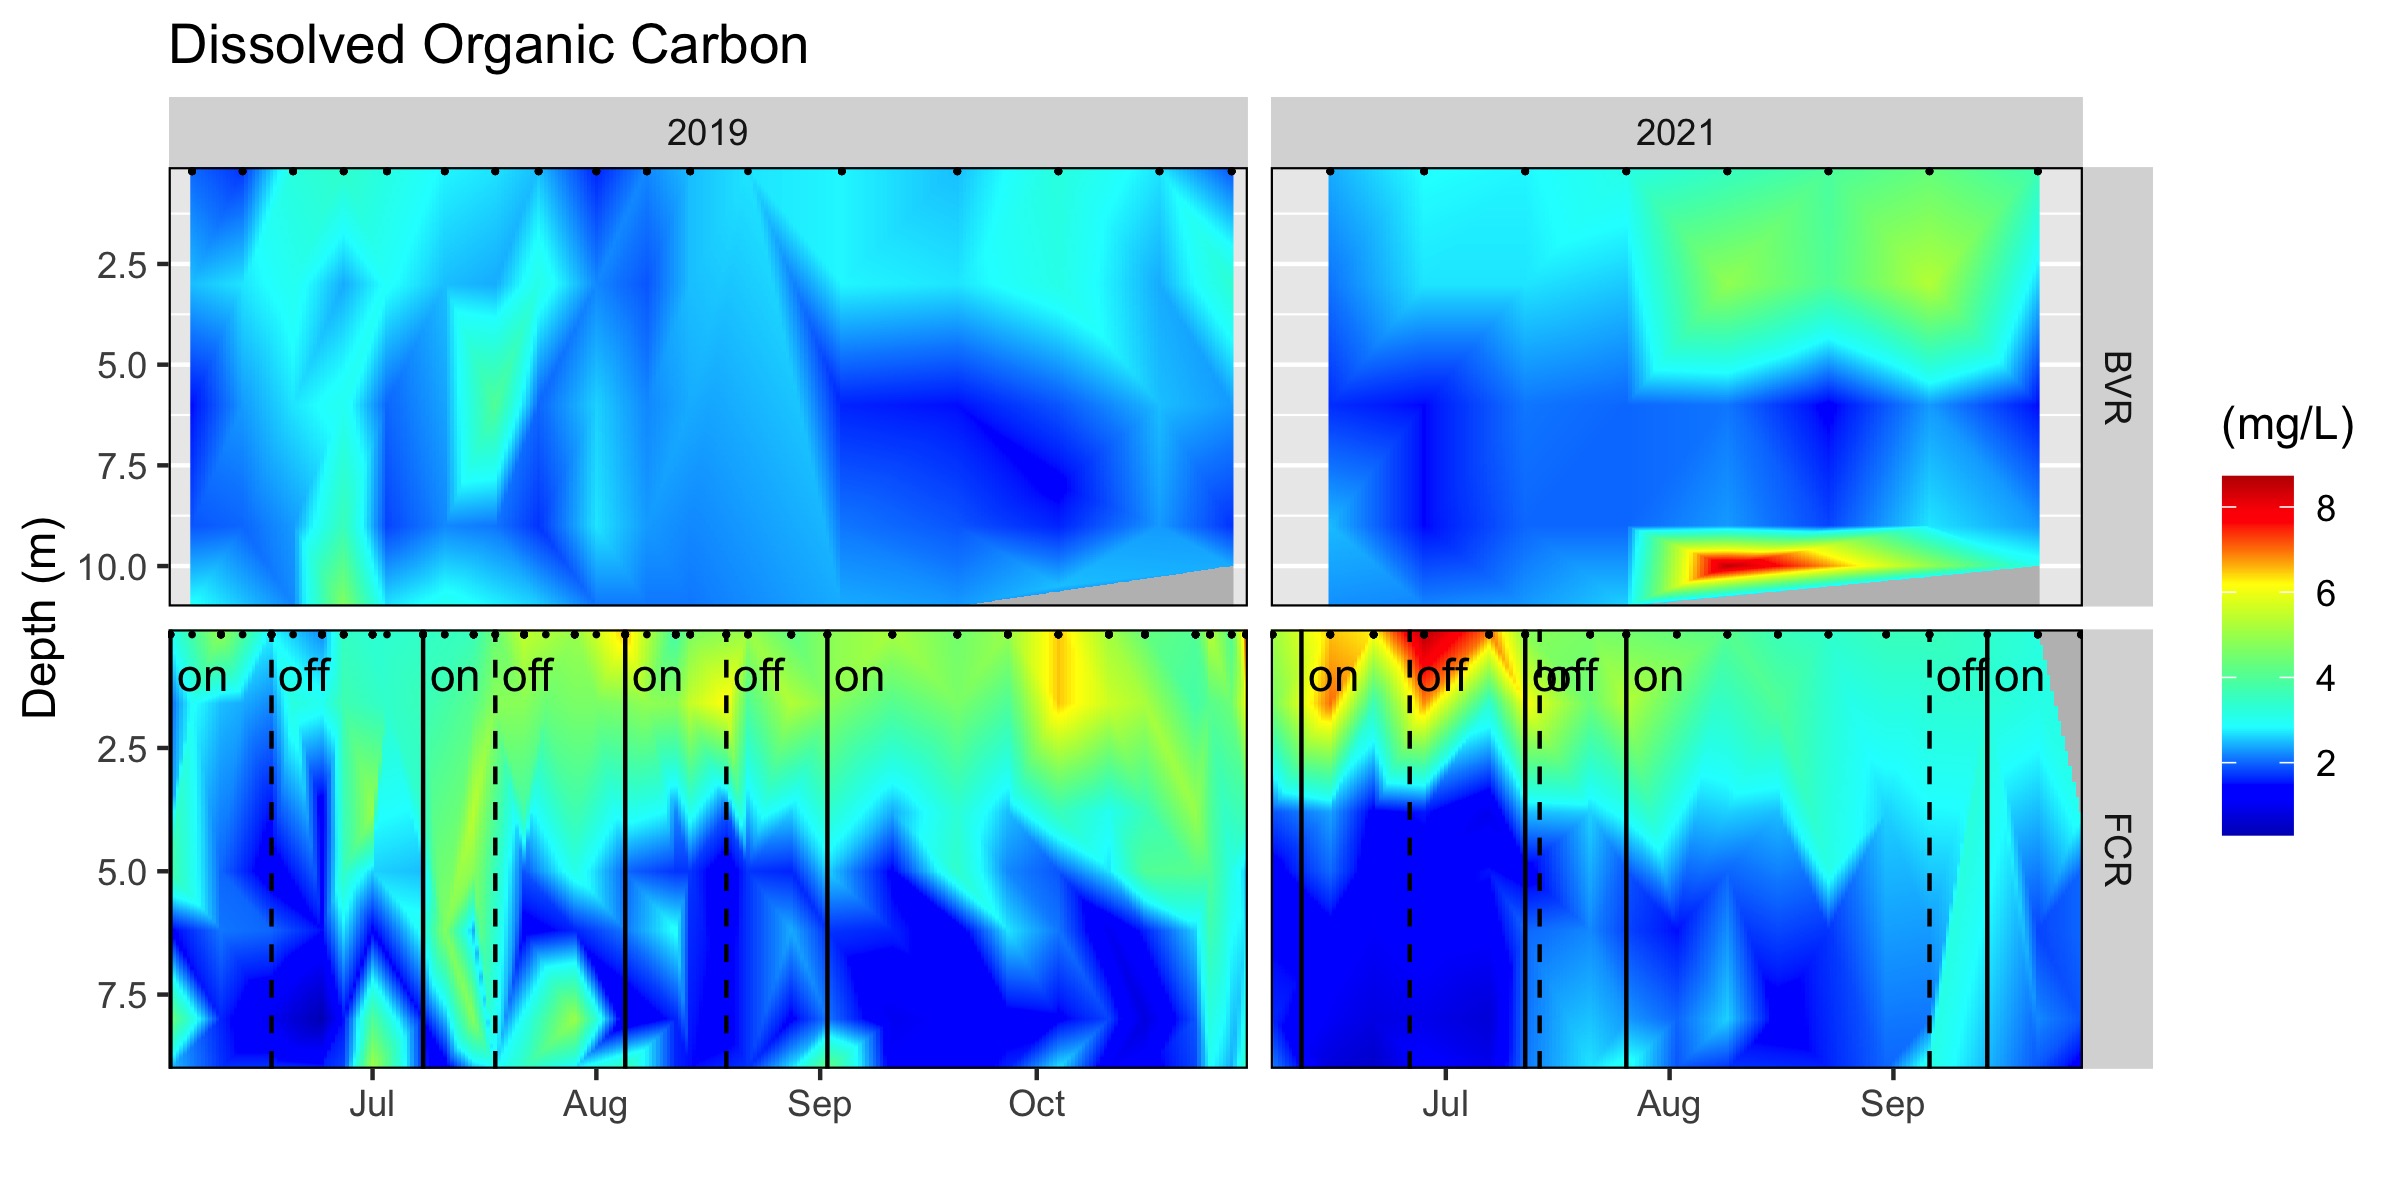 Dissolved Organic Carbon
2019
2021
2.5
5.0
7.5
10.0
BVR
Depth (m)
on off on off on off on
on off on off on off on
2.5
5.0
7.5
FCR
Jul Aug Sep Oct
Jul Aug Sep
(mg/L)
8
6
4
2